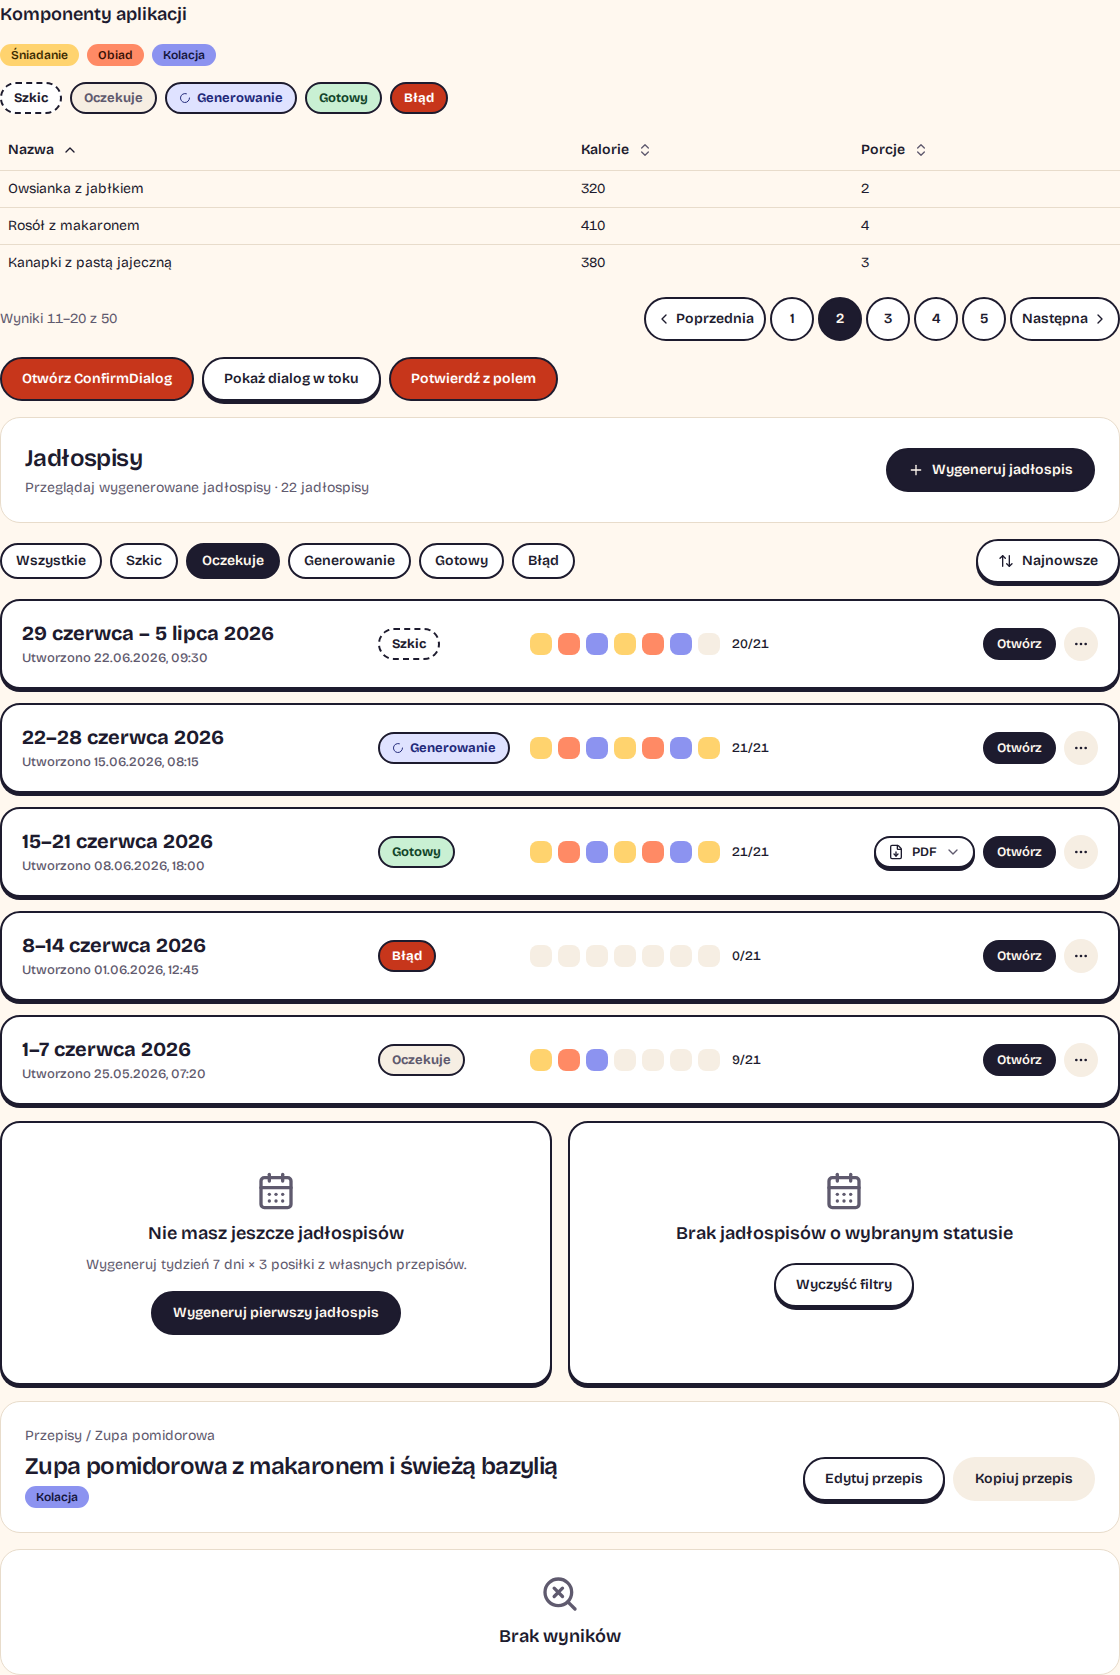 Komponenty aplikacji
Śniadanie Obiad Kolacja
Szkic Oczekuje Generowanie Gotowy Błąd
Nazwa Kalorie Porcje
Owsianka z jabłkiem 320 2
Rosół z makaronem 410 4
Kanapki z pastą jajeczną 380 3
Wyniki 11–20 z 50 Poprzednia 1 2 3 4 5 Następna
Otwórz ConfirmDialog Pokaż dialog w toku Potwierdź z polem
Jadłospisy
Przeglądaj wygenerowane jadłospisy · 22 jadłospisy
Wygeneruj jadłospis
Wszystkie Szkic Oczekuje Generowanie Gotowy Błąd Najnowsze
29 czerwca – 5 lipca 2026
Utworzono 22.06.2026, 09:30
Szkic 20/21 Otwórz
22–28 czerwca 2026
Utworzono 15.06.2026, 08:15
Generowanie 21/21 Otwórz
15–21 czerwca 2026
Utworzono 08.06.2026, 18:00
Gotowy 21/21 PDF Otwórz
8–14 czerwca 2026
Utworzono 01.06.2026, 12:45
Błąd 0/21 Otwórz
1–7 czerwca 2026
Utworzono 25.05.2026, 07:20
Oczekuje 9/21 Otwórz
Nie masz jeszcze jadłospisów
Wygeneruj tydzień 7 dni × 3 posiłki z własnych przepisów.
Wygeneruj pierwszy jadłospis
Brak jadłospisów o wybranym statusie
Wyczyść filtry
Przepisy / Zupa pomidorowa
Zupa pomidorowa z makaronem i świeżą bazylią
Kolacja
Edytuj przepis Kopiuj przepis
Brak wyników